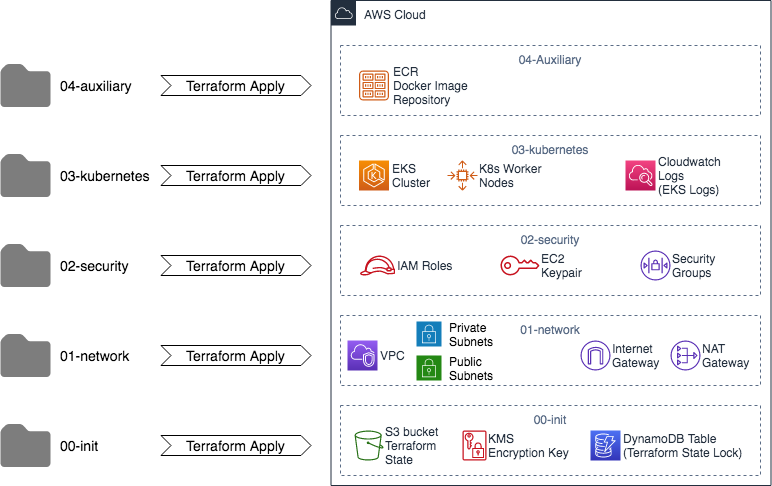 AWS Cloud
04-auxiliary
Terraform Apply
04-Auxiliary
ECR
Docker Image
Repository
03-kubernetes
Terraform Apply
03-kubernetes
EKS
Cluster
K8s Worker
Nodes
Cloudwatch
Logs
(EKS Logs)
02-security
Terraform Apply
02-security
IAM Roles
EC2
Keypair
Security
Groups
01-network
Terraform Apply
01-network
VPC
Private
Subnets
Public
Subnets
Internet
Gateway
NAT
Gateway
00-init
Terraform Apply
00-init
S3 bucket
Terraform
State
KMS
Encryption Key
DynamoDB Table
(Terraform State Lock)